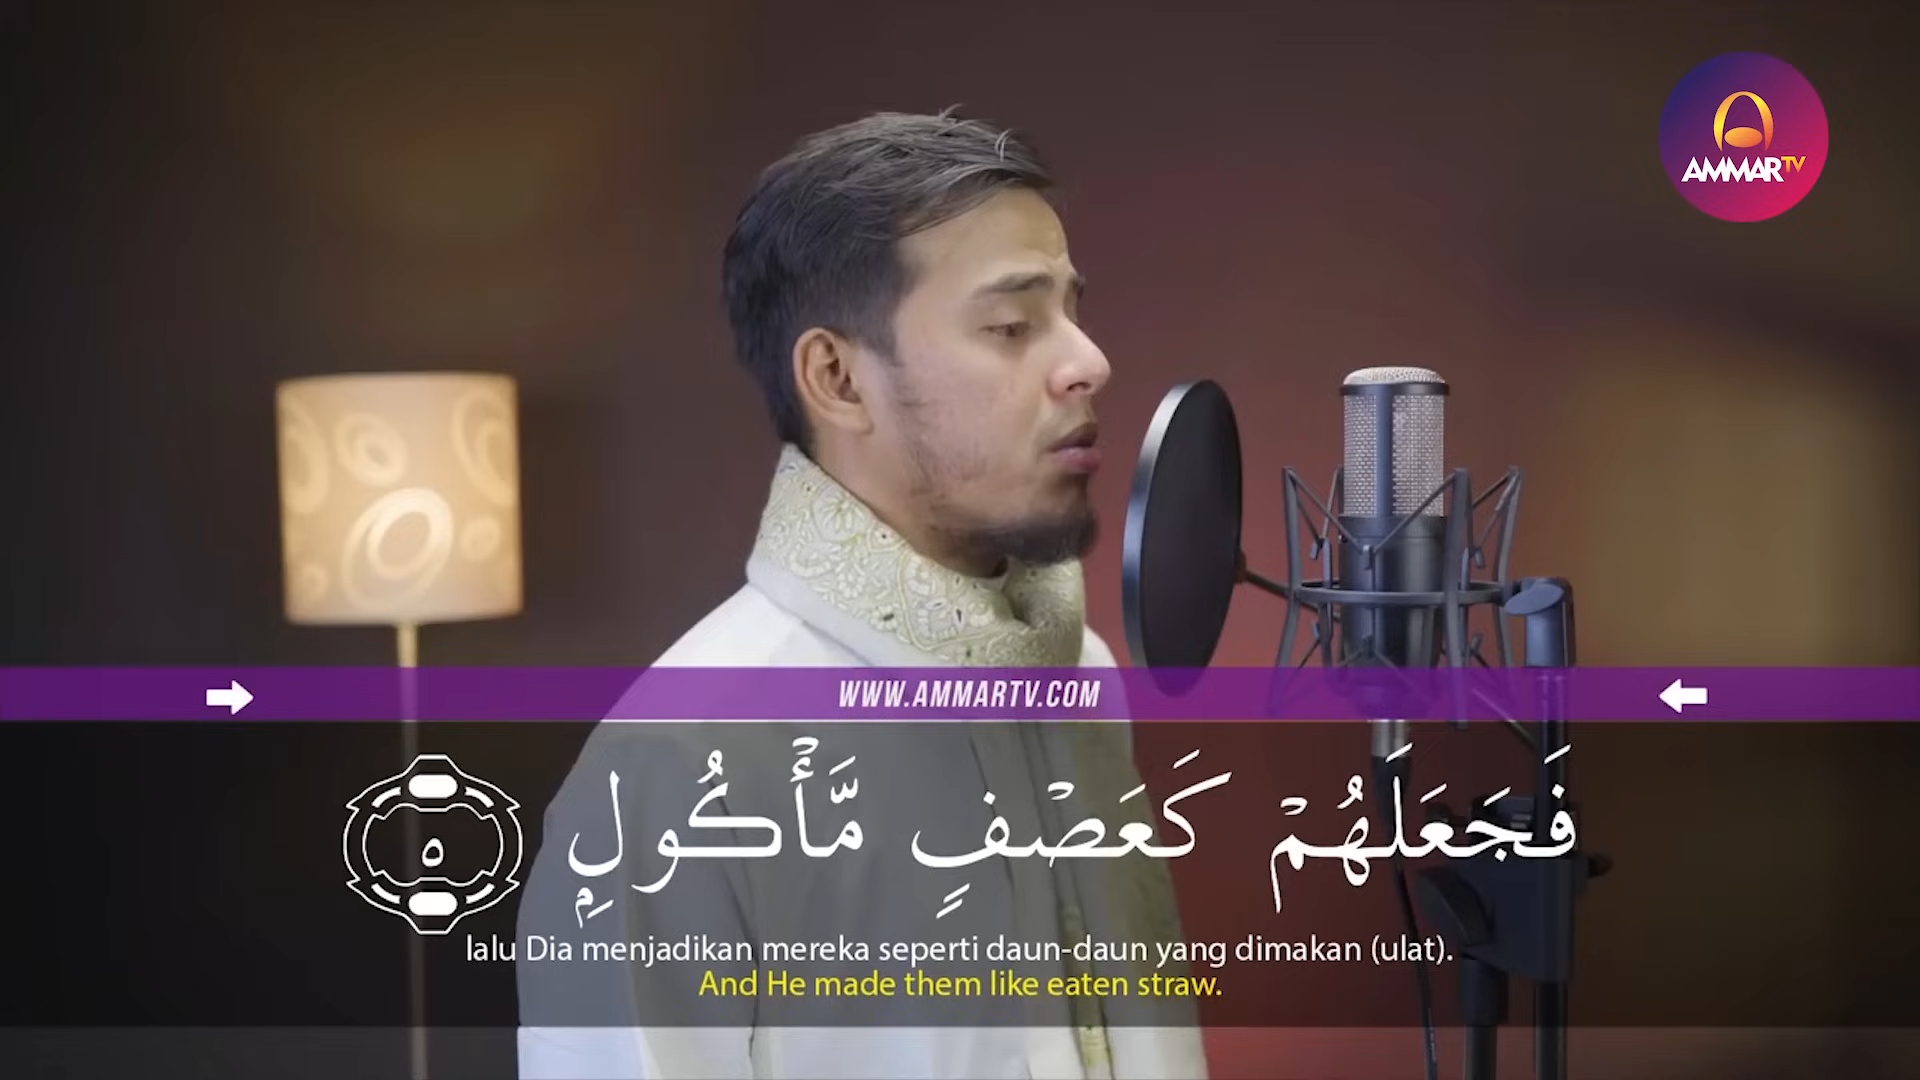 AMMARTV
WWW.AMMARTV.COM
فَجَعَلَهُمْ كَعَصْفٍ مَّأْكُولٍۭ ٥
lalu Dia menjadikan mereka seperti daun-daun yang dimakan (ulat).
And He made them like eaten straw.